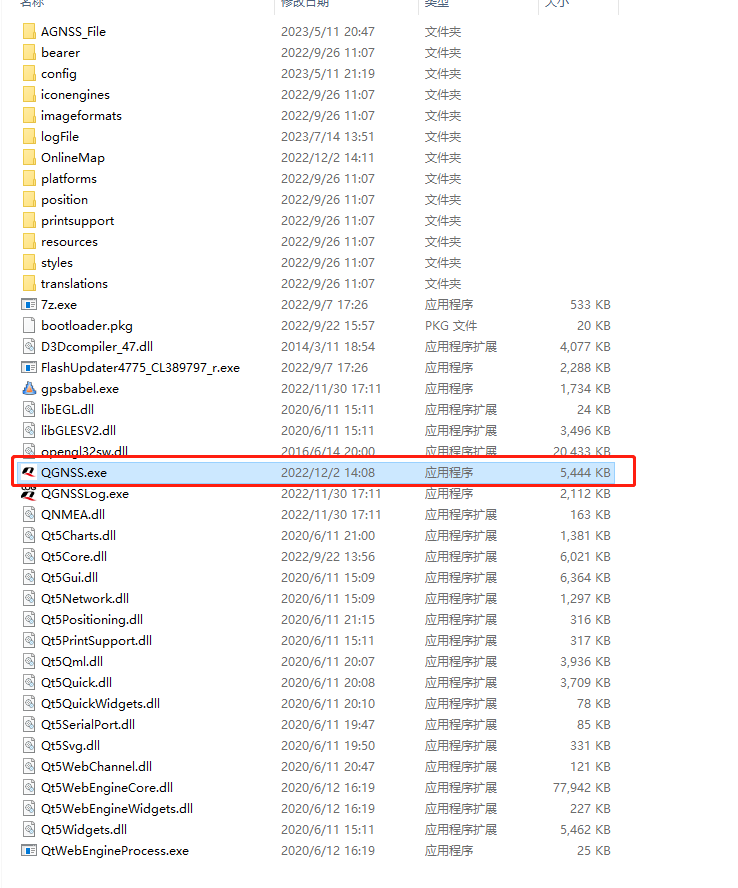 名称 修改日期 类型 大小
AGNSS_File 2023/5/11 20:47 文件夹
bearer 2022/9/26 11:07 文件夹
config 2023/5/11 21:19 文件夹
iconengines 2022/9/26 11:07 文件夹
imageformats 2022/9/26 11:07 文件夹
logFile 2023/7/14 13:51 文件夹
OnlineMap 2022/12/2 14:11 文件夹
platforms 2022/9/26 11:07 文件夹
position 2022/9/26 11:07 文件夹
printsupport 2022/9/26 11:07 文件夹
resources 2022/9/26 11:07 文件夹
styles 2022/9/26 11:07 文件夹
translations 2022/9/26 11:07 文件夹
7z.exe 2022/9/7 17:26 应用程序 533 KB
bootloader.pkg 2022/9/22 15:57 PKG 文件 20 KB
D3Dcompiler_47.dll 2014/3/11 18:54 应用程序扩展 4,077 KB
FlashUpdater4775_CL389797_r.exe 2022/9/7 17:26 应用程序 2,288 KB
gpsbabel.exe 2022/11/30 17:11 应用程序 1,734 KB
libEGL.dll 2020/6/11 15:11 应用程序扩展 24 KB
libGLESV2.dll 2020/6/11 15:11 应用程序扩展 3,496 KB
opengl32sw.dll 2016/6/14 20:00 应用程序扩展 20,433 KB
QGNSS.exe 2022/12/2 14:08 应用程序 5,444 KB
QGNSSLog.exe 2022/11/30 17:11 应用程序 2,112 KB
QNMEA.dll 2022/11/30 17:11 应用程序扩展 163 KB
Qt5Charts.dll 2020/6/11 21:00 应用程序扩展 1,381 KB
Qt5Core.dll 2022/9/22 13:56 应用程序扩展 6,021 KB
Qt5Gui.dll 2020/6/11 15:09 应用程序扩展 6,364 KB
Qt5Network.dll 2020/6/11 15:09 应用程序扩展 1,297 KB
Qt5Positioning.dll 2020/6/11 21:15 应用程序扩展 316 KB
Qt5PrintSupport.dll 2020/6/11 15:11 应用程序扩展 317 KB
Qt5Qml.dll 2020/6/11 20:07 应用程序扩展 3,936 KB
Qt5Quick.dll 2020/6/11 20:08 应用程序扩展 3,709 KB
Qt5QuickWidgets.dll 2020/6/11 20:10 应用程序扩展 78 KB
Qt5SerialPort.dll 2020/6/11 19:47 应用程序扩展 85 KB
Qt5Svg.dll 2020/6/11 19:50 应用程序扩展 331 KB
Qt5WebChannel.dll 2020/6/11 20:47 应用程序扩展 121 KB
Qt5WebEngineCore.dll 2020/6/12 16:19 应用程序扩展 77,942 KB
Qt5WebEngineWidgets.dll 2020/6/12 16:19 应用程序扩展 227 KB
Qt5Widgets.dll 2020/6/11 15:11 应用程序扩展 5,462 KB
QtWebEngineProcess.exe 2020/6/12 16:19 应用程序 25 KB